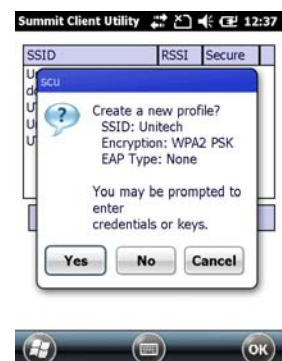 Summit Client Utility 12:37
SSID RSSI Secure
scu
Create a new profile?
SSID: Unitech
Encryption: WPA2 PSK
EAP Type: None
You may be prompted to
enter
credentials or keys.
Yes No Cancel
OK